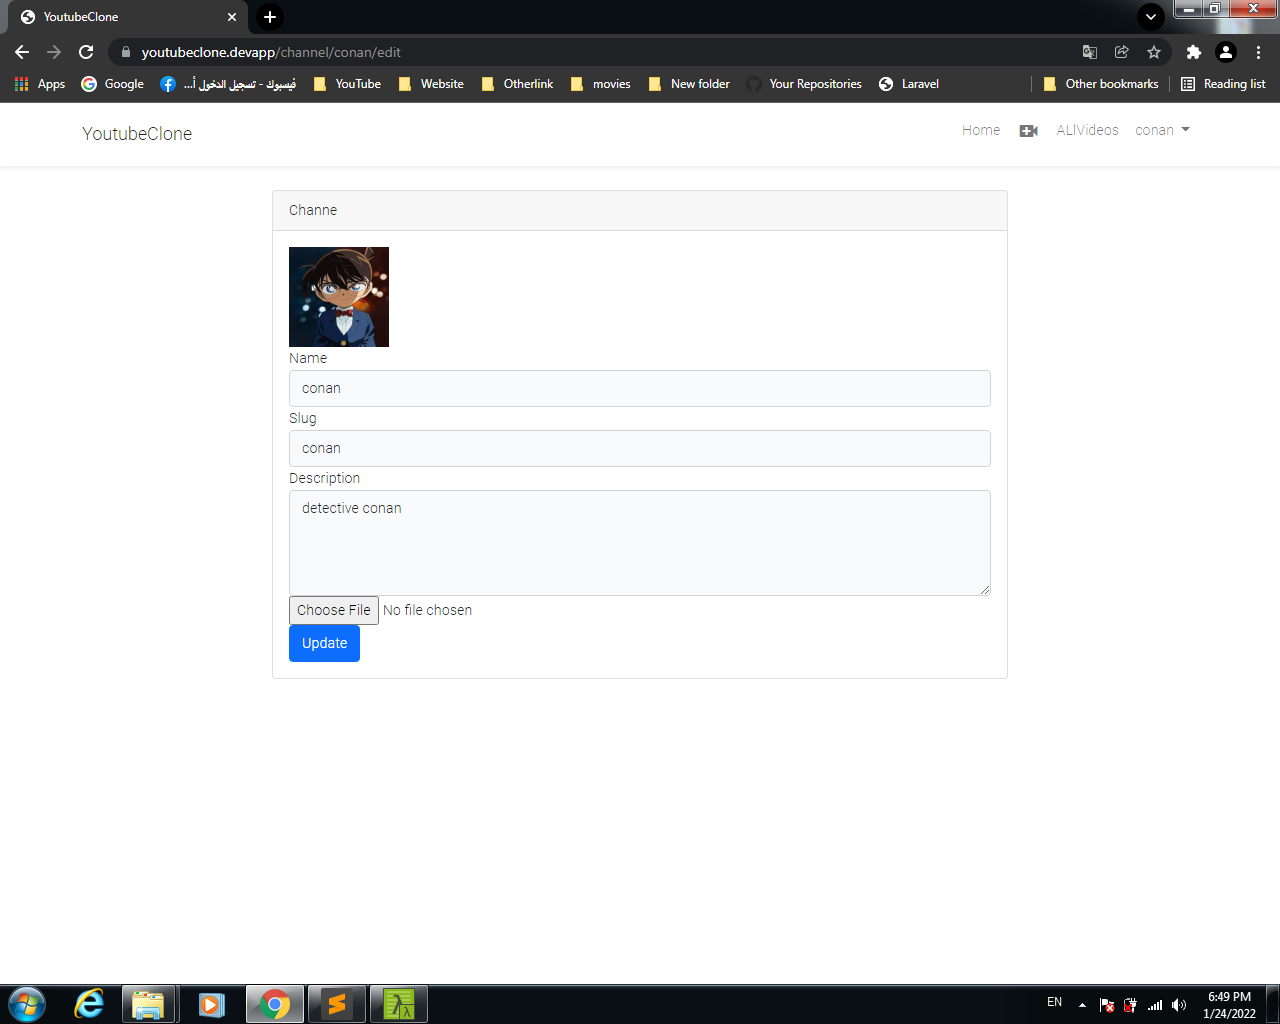 YoutubeClone
youtubeclone.devapp/channel/conan/edit
Apps Google فيسبوك - تسجيل الدخول أ... YouTube Website Otherlink movies New folder Your Repositories Laravel Other bookmarks Reading list
YoutubeClone Home ALlVideos conan
Channe
Name
conan
Slug
conan
Description
detective conan
Choose File No file chosen
Update
EN 6:49 PM
1/24/2022